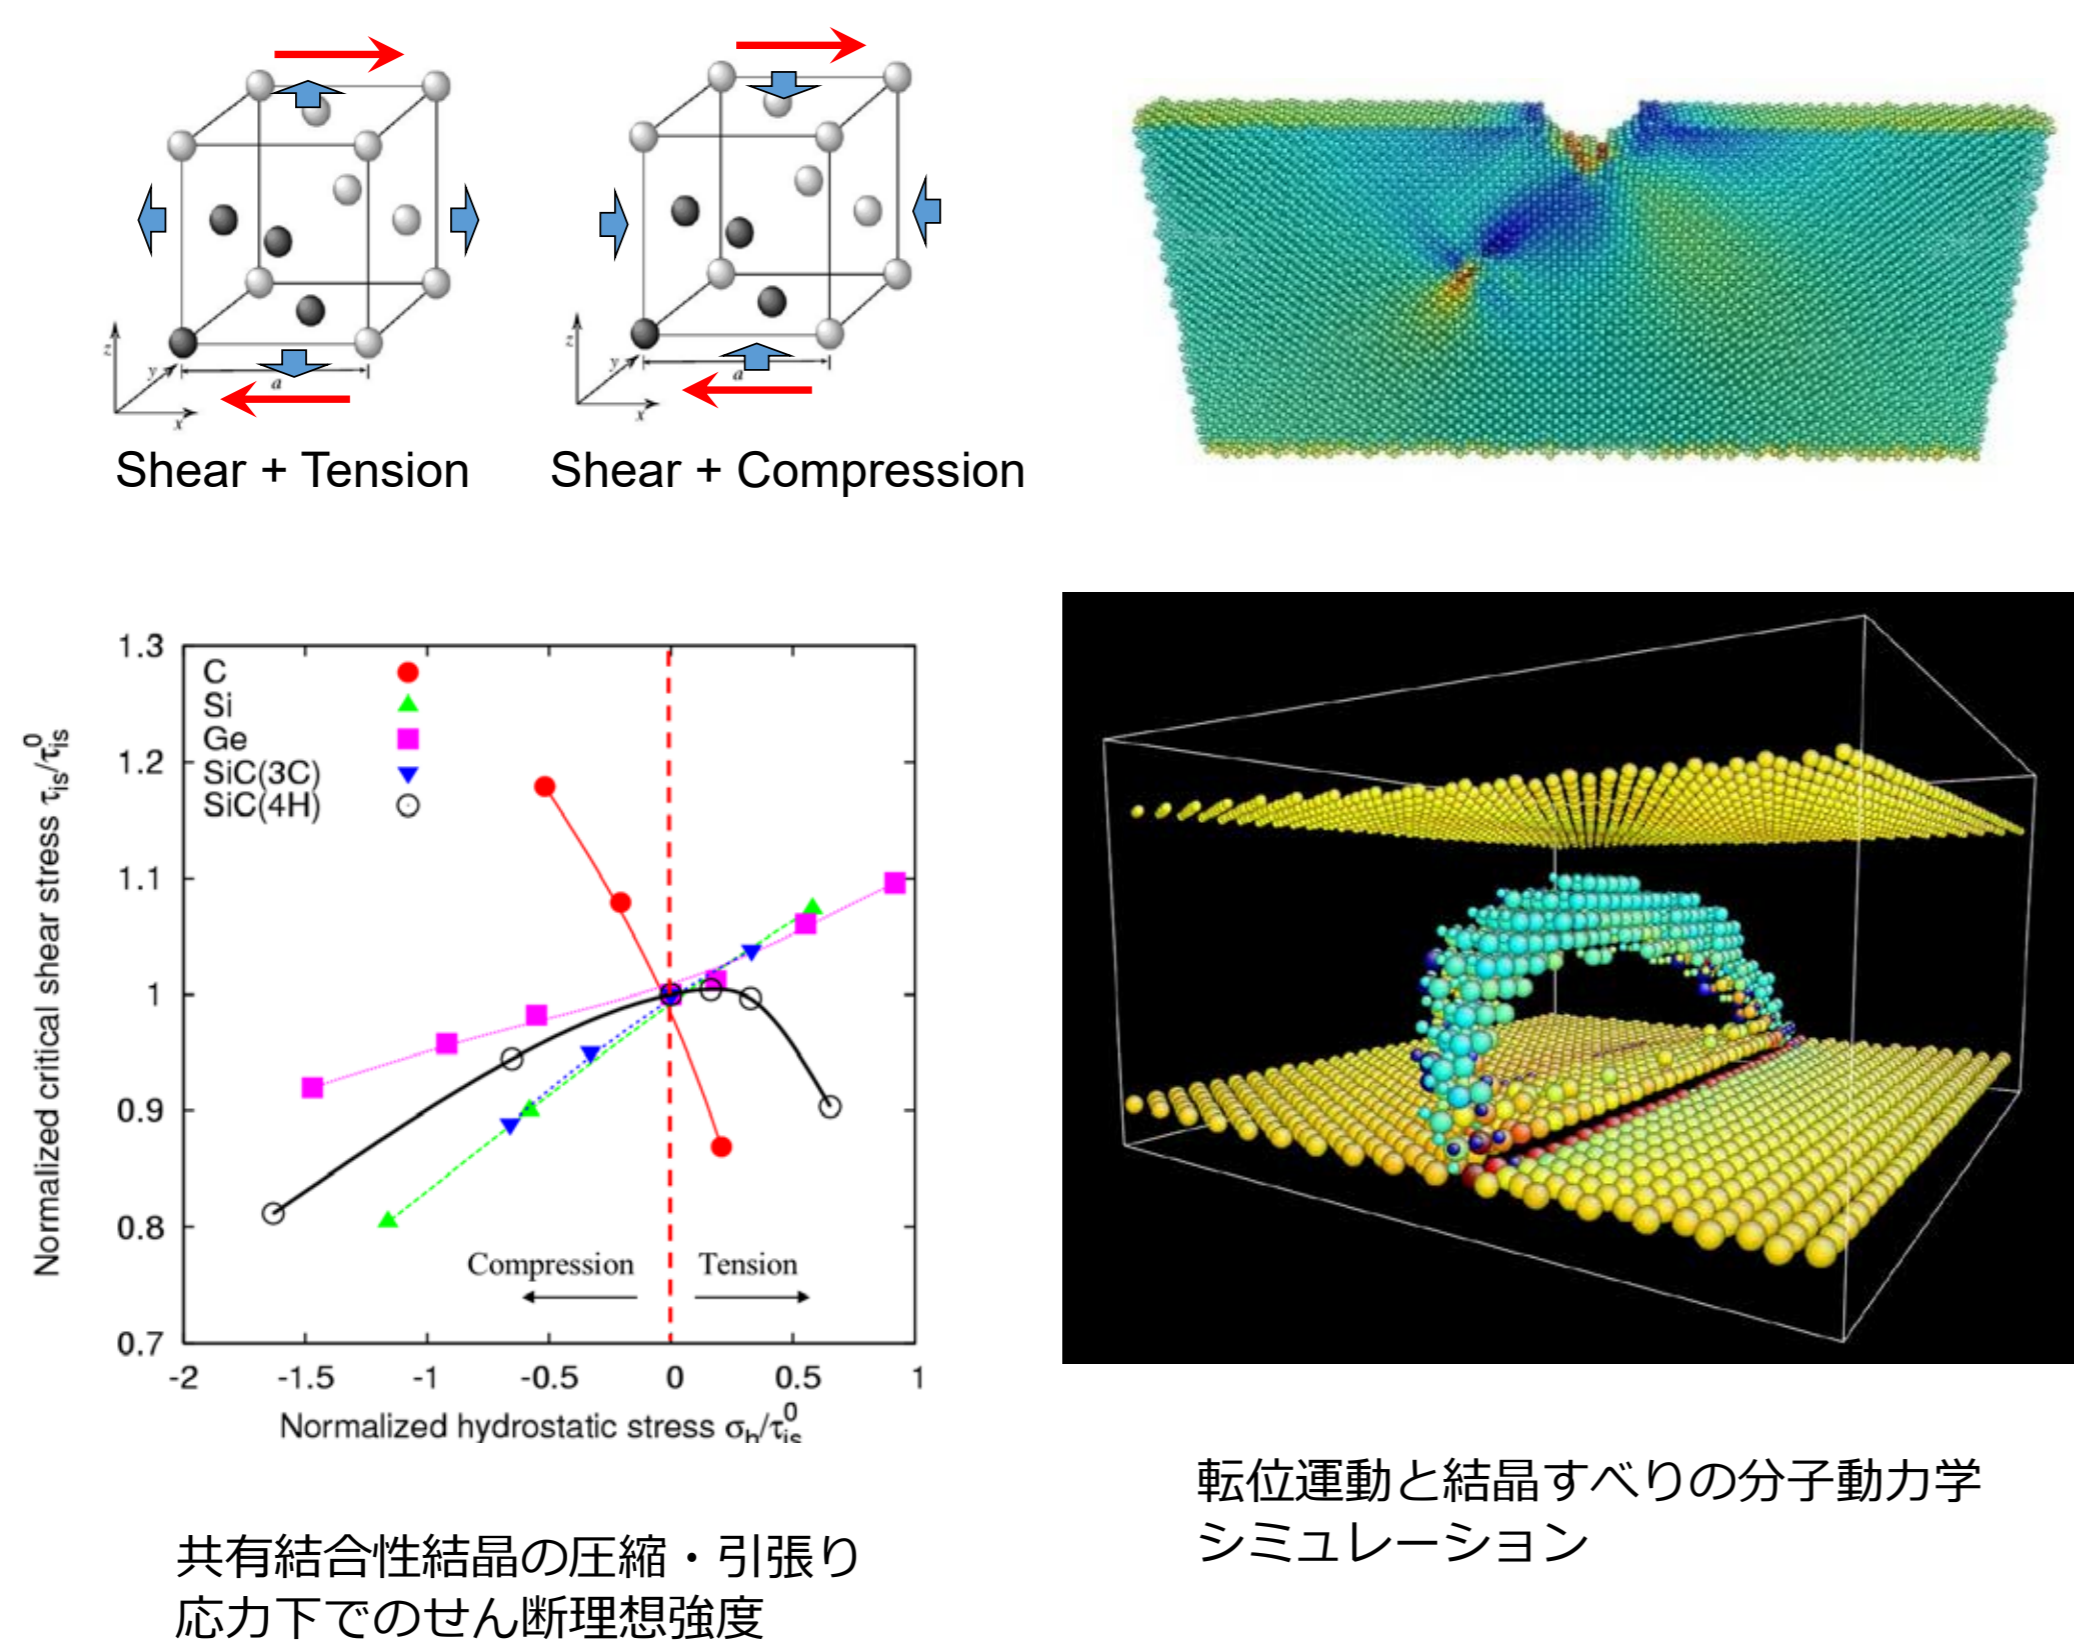 z
y
x
a
Shear + Tension
z
y
x
a
Shear + Compression
1.3
1.2
1.1
1
0.9
0.8
0.7
C
Si
Ge
SiC(3C)
SiC(4H)
Normalized critical shear stress τis/τ⁰is
Compression
Tension
-2 -1.5 -1 -0.5 0 0.5 1
Normalized hydrostatic stress σh/τ⁰is
共有結合性結晶の圧縮・引張り
応力下でのせん断理想強度
転位運動と結晶すべりの分子動力学
シミュレーション